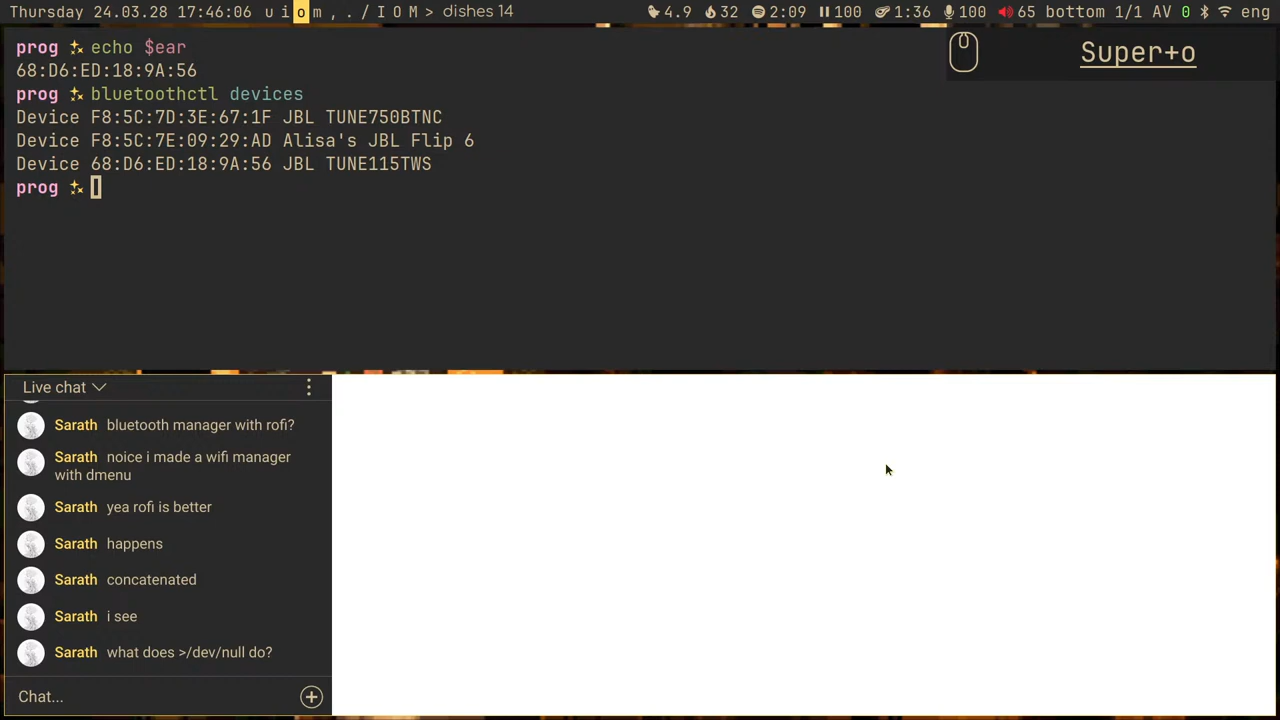 Thursday 24.03.28 17:46:06 u i o m , . / I O M > dishes 14 4.9 32 2:09 100 1:36 100 65 bottom 1/1 AV 0 eng
prog echo $ear
Super+o
68:D6:ED:18:9A:56
prog bluetoothctl devices
Device F8:5C:7D:3E:67:1F JBL TUNE750BTNC
Device F8:5C:7E:09:29:AD Alisa's JBL Flip 6
Device 68:D6:ED:18:9A:56 JBL TUNE115TWS
prog
Live chat
Sarath bluetooth manager with rofi?
Sarath noice i made a wifi manager
with dmenu
Sarath yea rofi is better
Sarath happens
Sarath concatenated
Sarath i see
Sarath what does >/dev/null do?
Chat...